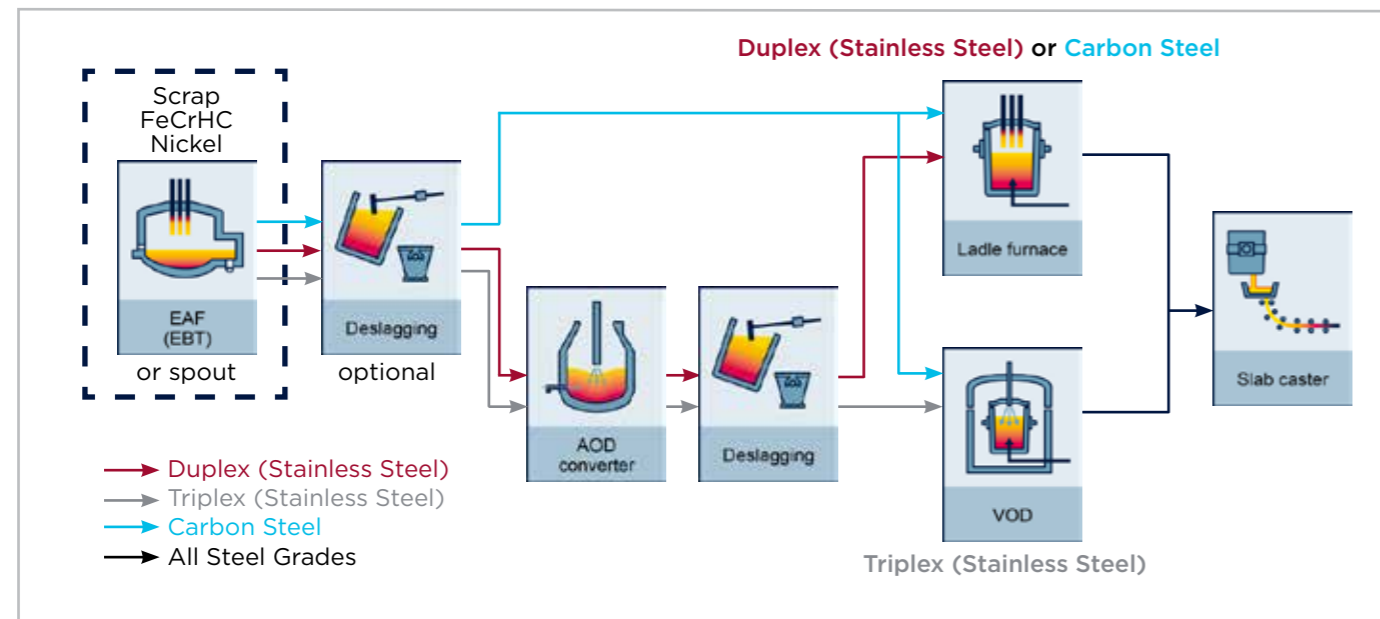 Duplex (Stainless Steel) or Carbon Steel
Scrap
FeCrHC
Nickel
EAF
(EBT)
or spout
Deslagging
optional
AOD
converter
Deslagging
Ladle furnace
VOD
Triplex (Stainless Steel)
Slab caster
Duplex (Stainless Steel)
Triplex (Stainless Steel)
Carbon Steel
All Steel Grades